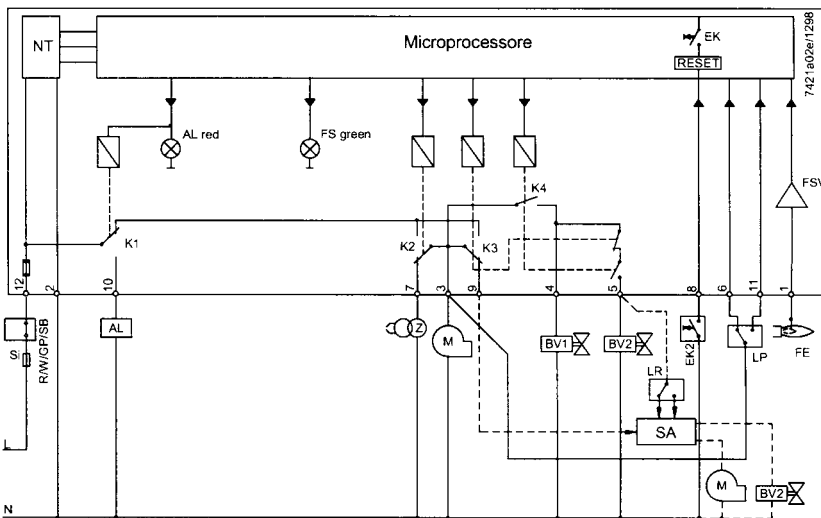 NT
Microprocessore
EK
RESET
7421a02e/1298
AL red
FS green
FSV
K1
K2
K3
K4
12
2
10
7
3
9
4
5
8
6
11
1
Si
R/W/GP/SB
AL
Z
M
BV1
BV2
EK2
LP
FE
LR
SA
L
M
BV2
N